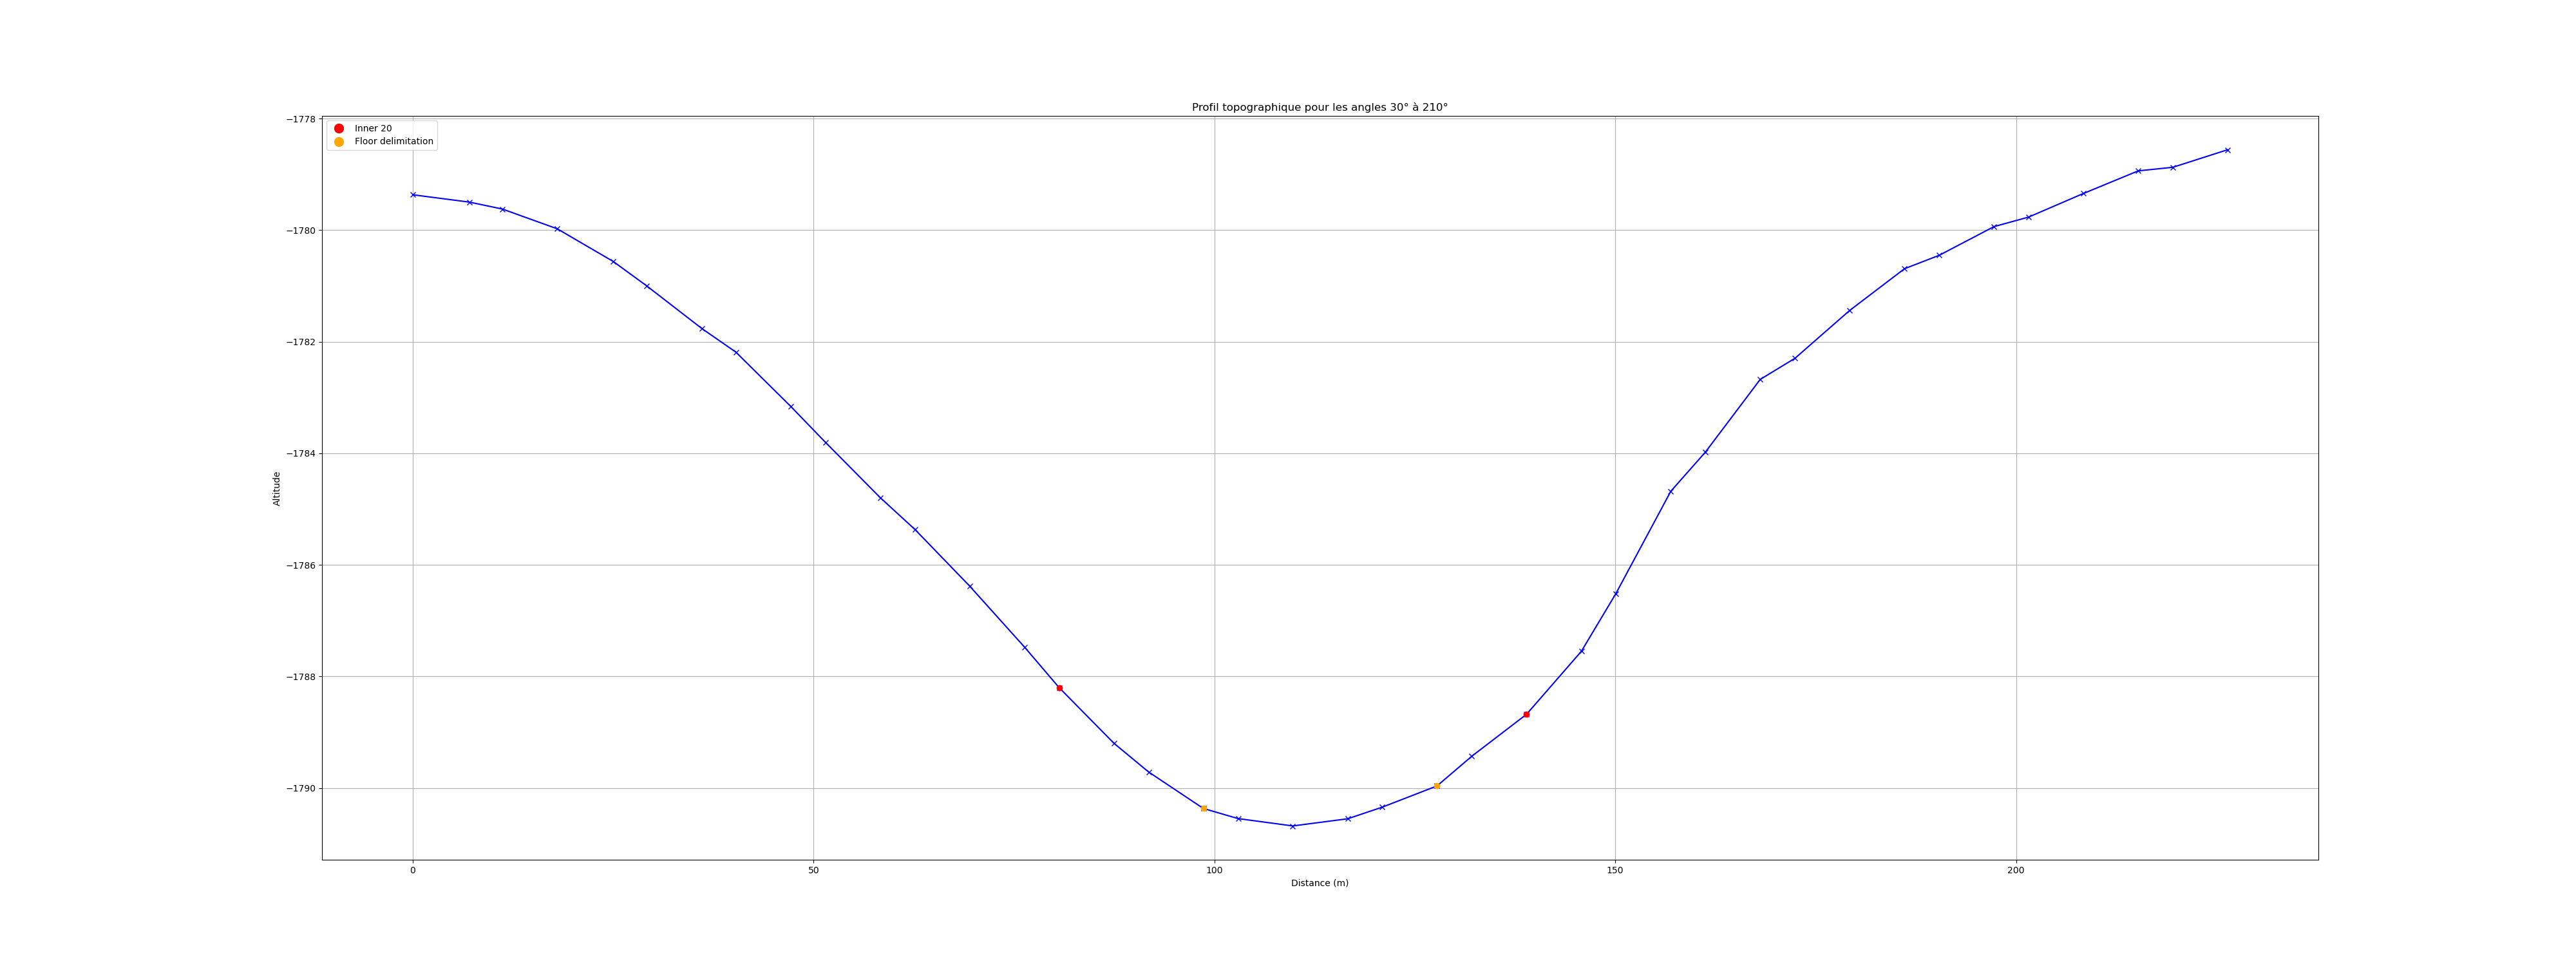 Profil topographique pour les angles 30° à 210°
Inner 20
Floor delimitation
−1778
−1780
−1782
−1784
−1786
−1788
−1790
Altitude
0 50 100 150 200
Distance (m)